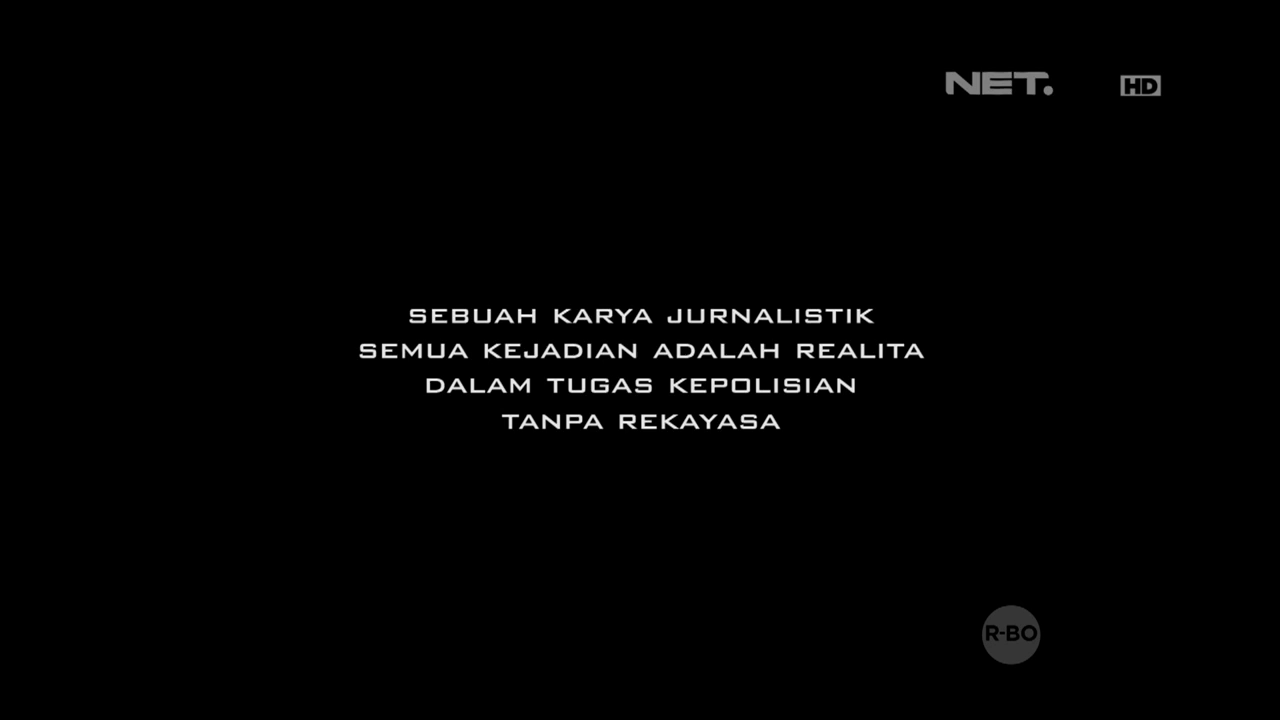 NET. HD
SEBUAH KARYA JURNALISTIK
SEMUA KEJADIAN ADALAH REALITA
DALAM TUGAS KEPOLISIAN
TANPA REKAYASA
R-BO